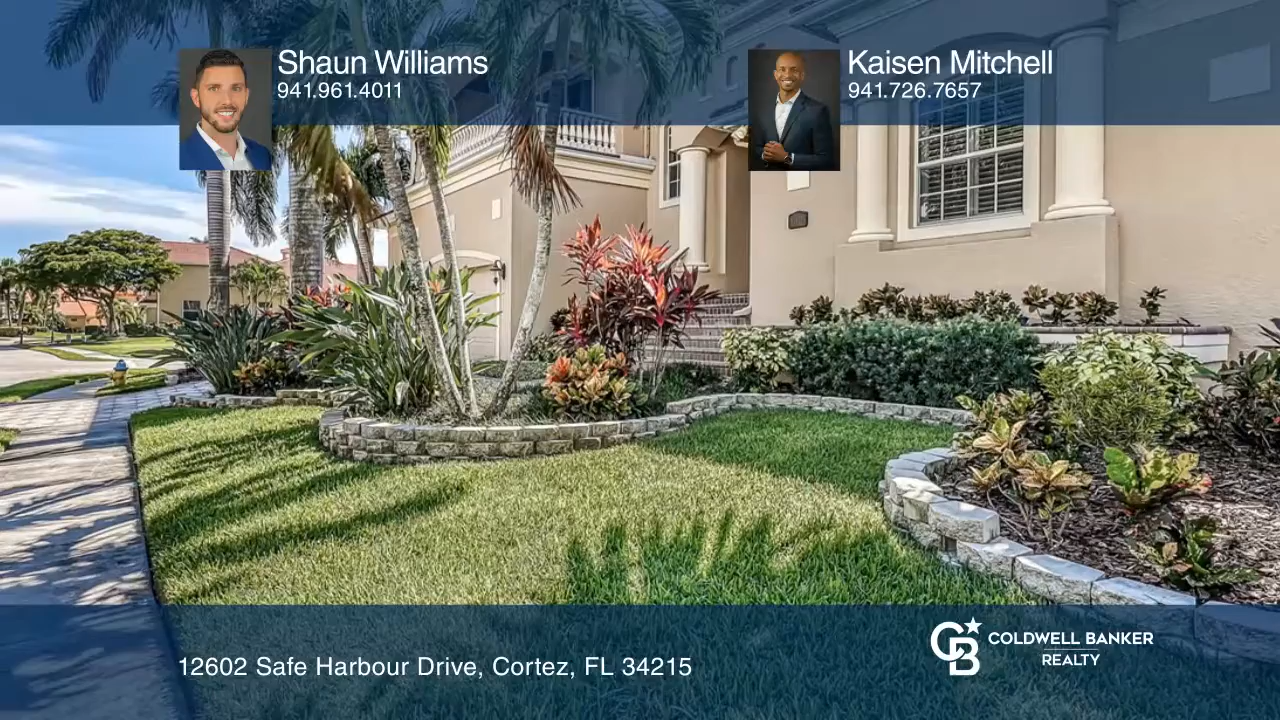 Shaun Williams
941.961.4011
Kaisen Mitchell
941.726.7657
12602 Safe Harbour Drive, Cortez, FL 34215
CB
COLDWELL BANKER
REALTY